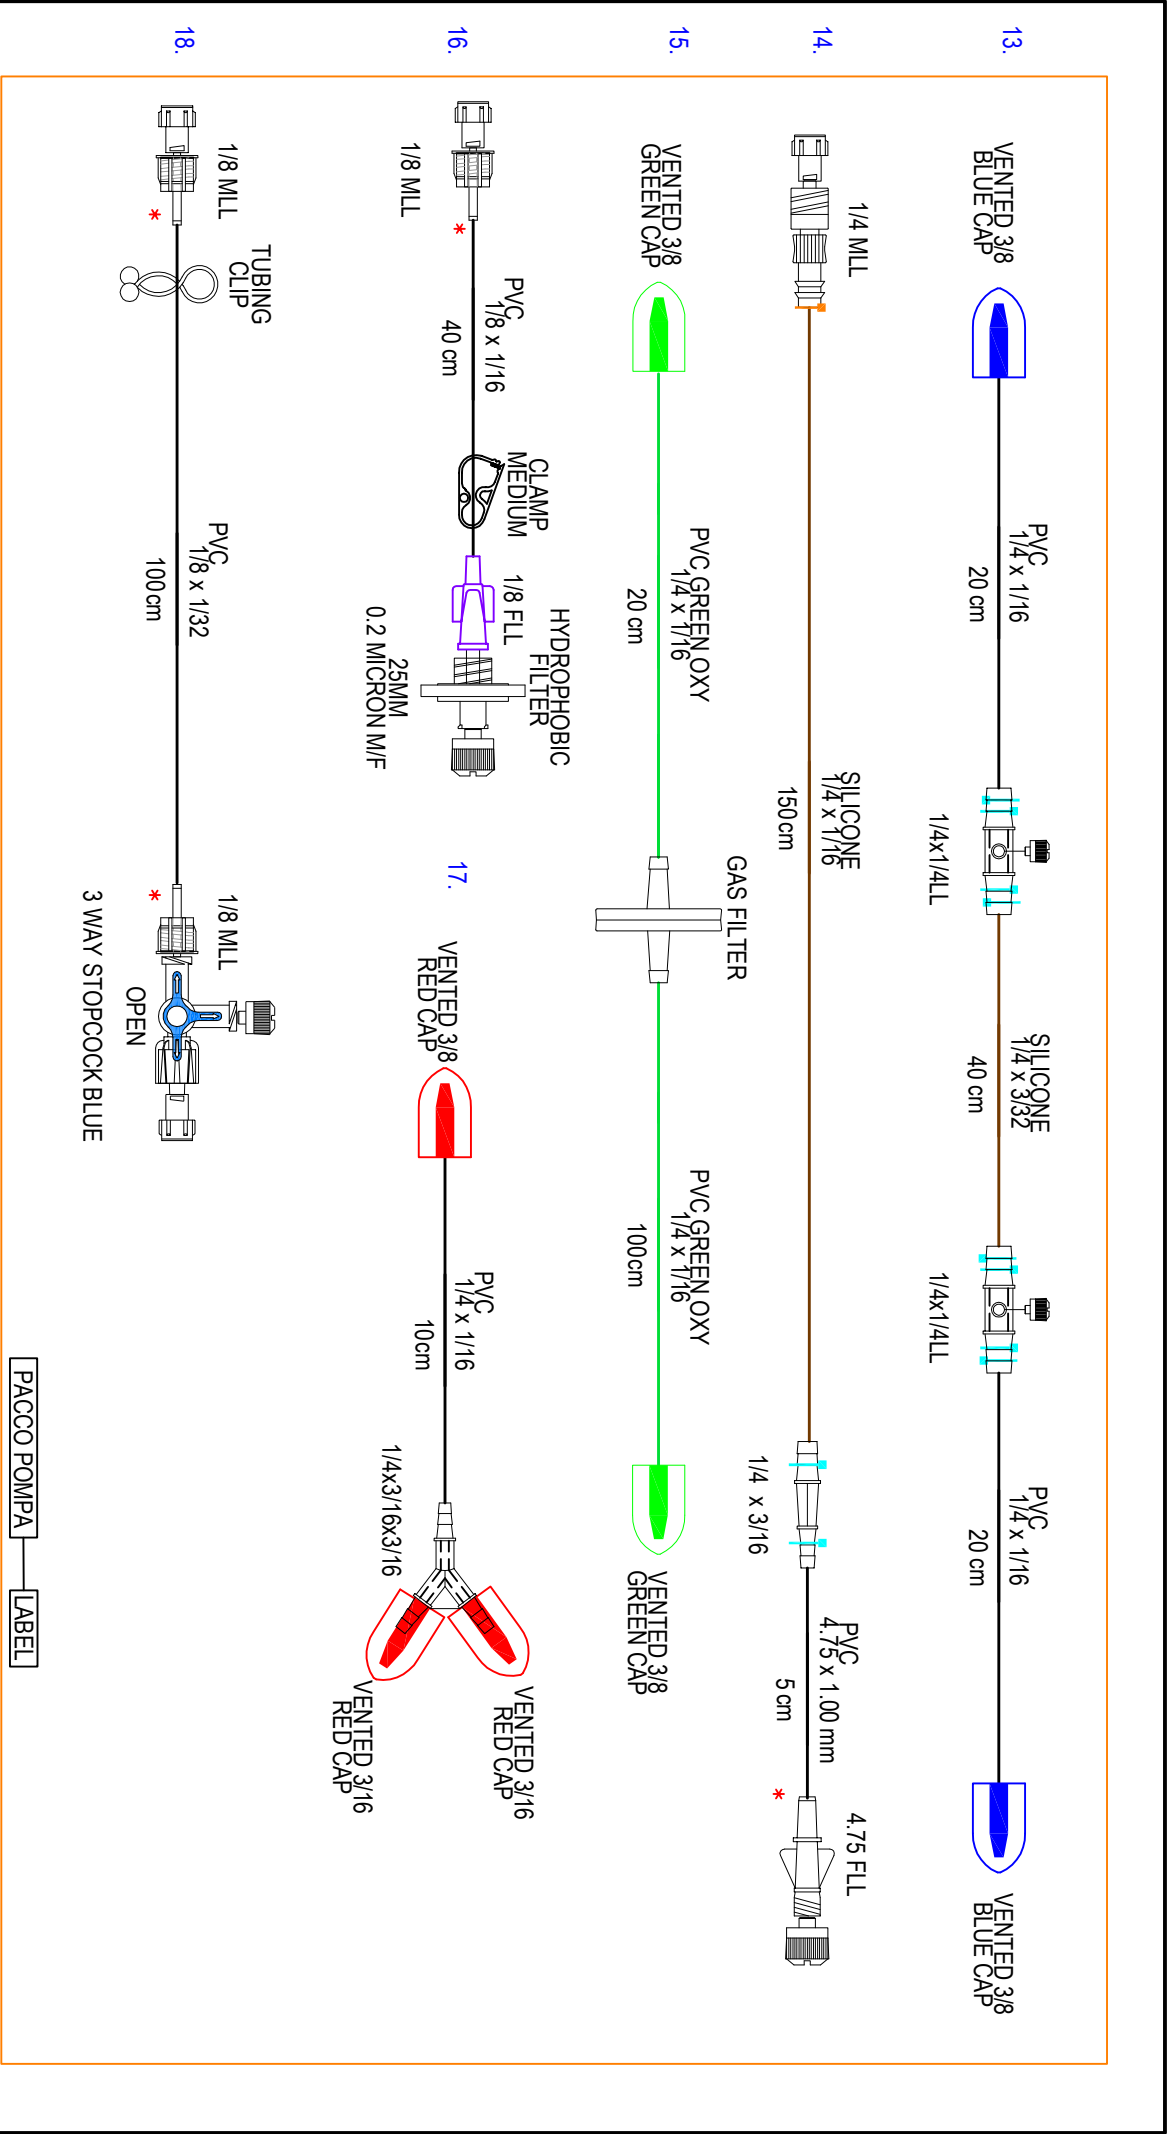 13.
VENTED 3/8
BLUE CAP
PVC
1/4 x 1/16
20 cm
1/4x1/4LL
SILICONE
1/4 x 3/32
40 cm
1/4x1/4LL
PVC
1/4 x 1/16
20 cm
VENTED 3/8
BLUE CAP
14.
1/4 MLL
SILICONE
1/4 x 1/16
150cm
1/4 x 3/16
PVC
4.75 x 1.00 mm
5 cm
*
4.75 FLL
15.
VENTED 3/8
GREEN CAP
PVC GREEN OXY
1/4 x 1/16
20 cm
GAS FILTER
PVC GREEN OXY
1/4 x 1/16
100cm
VENTED 3/8
GREEN CAP
16.
1/8 MLL
*
PVC
1/8 x 1/16
40 cm
CLAMP
MEDIUM
1/8 FLL
HYDROPHOBIC
FILTER
25MM
0.2 MICRON M/F
17.
VENTED 3/8
RED CAP
PVC
1/4 x 1/16
10cm
1/4x3/16x3/16
VENTED 3/16
RED CAP
VENTED 3/16
RED CAP
18.
1/8 MLL
*
TUBING
CLIP
PVC
1/8 x 1/32
100cm
*
1/8 MLL
OPEN
3 WAY STOPCOCK BLUE
PACCO POMPA
LABEL